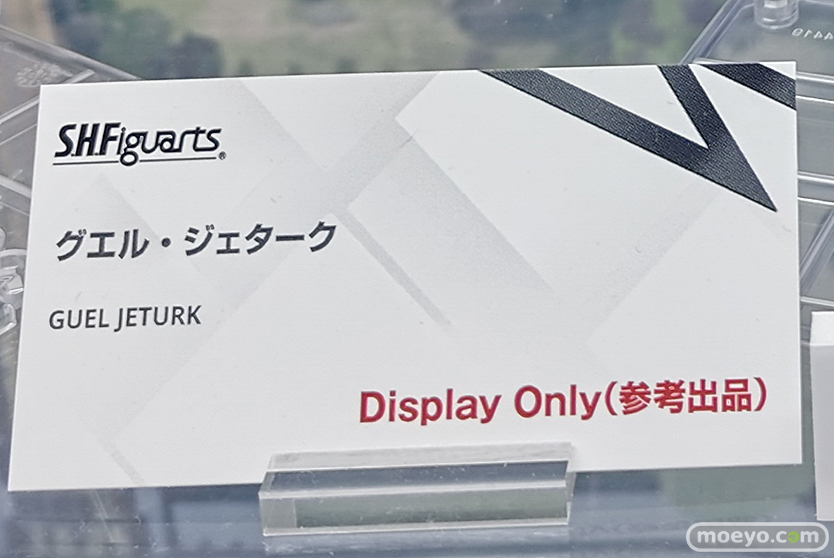 S.H.Figuarts®
グエル・ジェターク
GUEL JETURK
Display Only(参考出品)
4419
moeyo.com